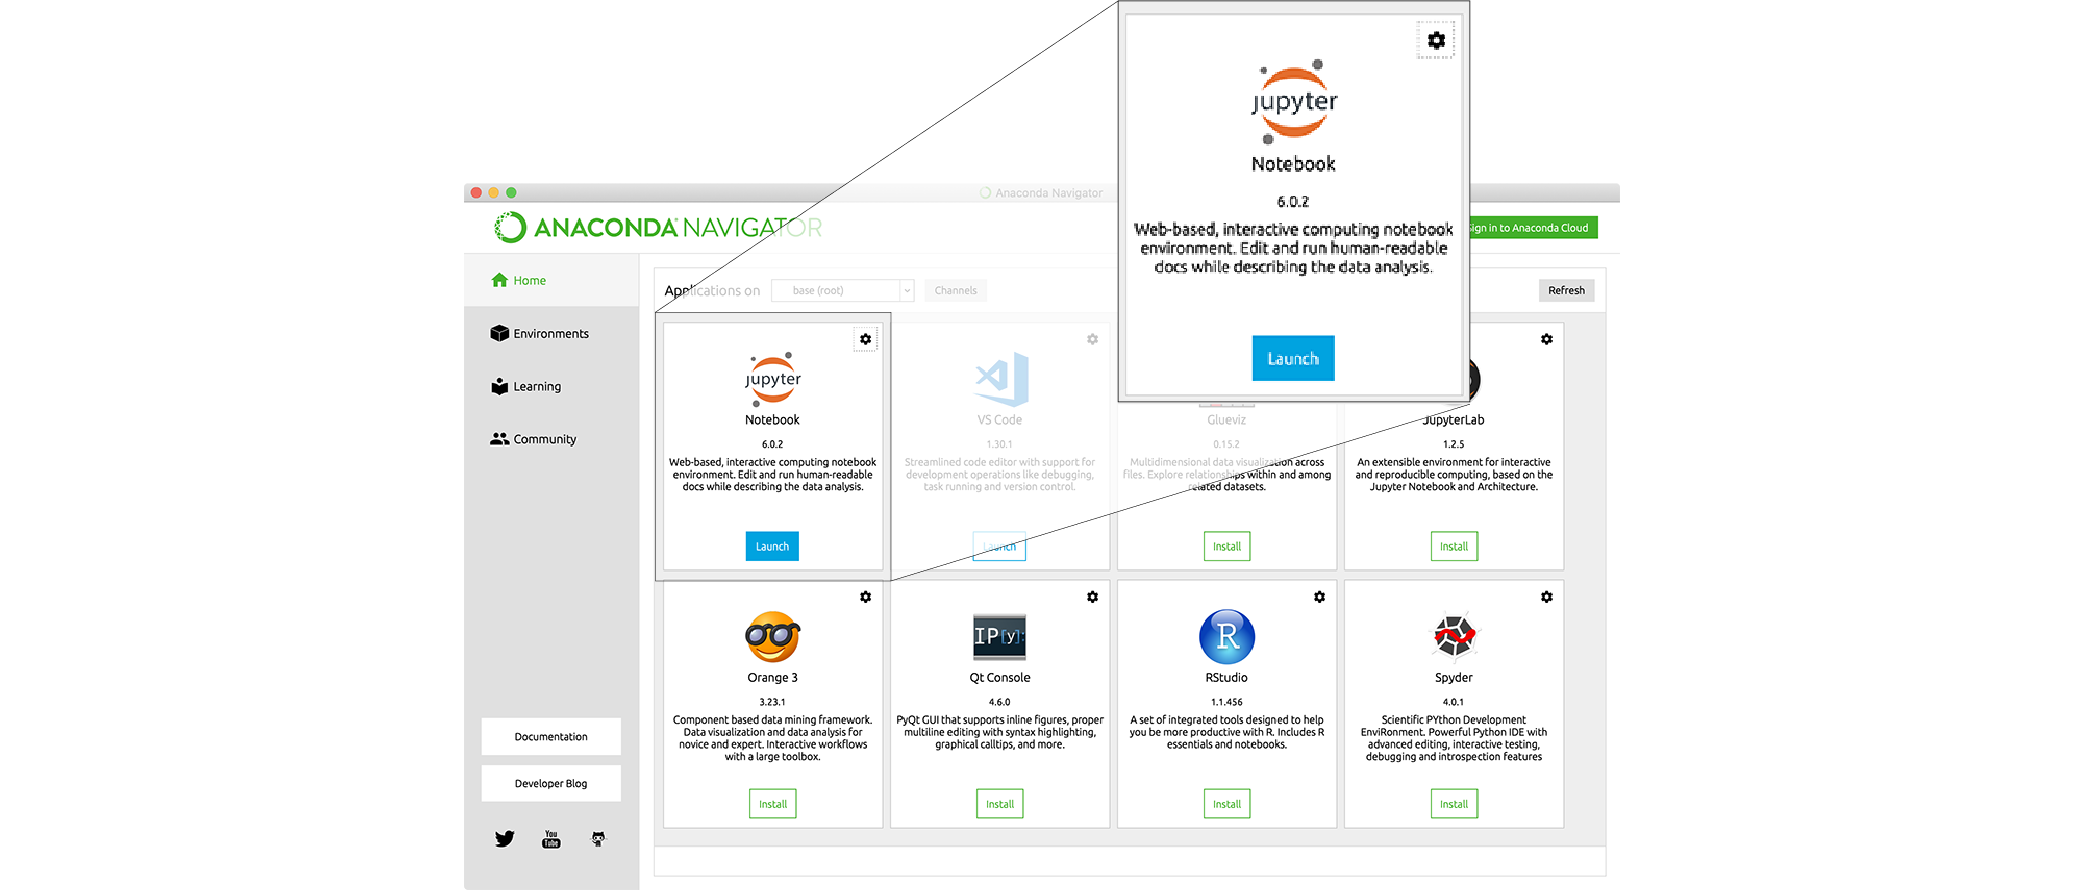 jupyter
Notebook
6.0.2
Web-based, interactive computing notebook
environment. Edit and run human-readable
docs while describing the data analysis.
Launch
Anaconda Navigator
ANACONDA NAVIGATOR
Sign in to Anaconda Cloud
Home
Environments
Learning
Community
Documentation
Developer Blog
You
Tube
Applications on
base (root)
Channels
Refresh
jupyter
Notebook
6.0.2
Web-based, interactive computing notebook
environment. Edit and run human-readable
docs while describing the data analysis.
Launch
VS Code
1.30.1
Streamlined code editor with support for
development operations like debugging,
task running and version control.
Launch
Glueviz
0.15.2
Multidimensional data visualization across
files. Explore relationships within and among
related datasets.
Install
JupyterLab
1.2.5
An extensible environment for interactive
and reproducible computing, based on the
Jupyter Notebook and Architecture.
Install
Orange 3
3.23.1
Component based data mining framework.
Data visualization and data analysis for
novice and expert. Interactive workflows
with a large toolbox.
Install
IP[y]:
Qt Console
4.6.0
PyQt GUI that supports inline figures, proper
multiline editing with syntax highlighting,
graphical calltips, and more.
Install
R
RStudio
1.1.456
A set of integrated tools designed to help
you be more productive with R. Includes R
essentials and notebooks.
Install
Spyder
4.0.1
Scientific PYthon Development
EnviRonment. Powerful Python IDE with
advanced editing, interactive testing,
debugging and introspection features
Install